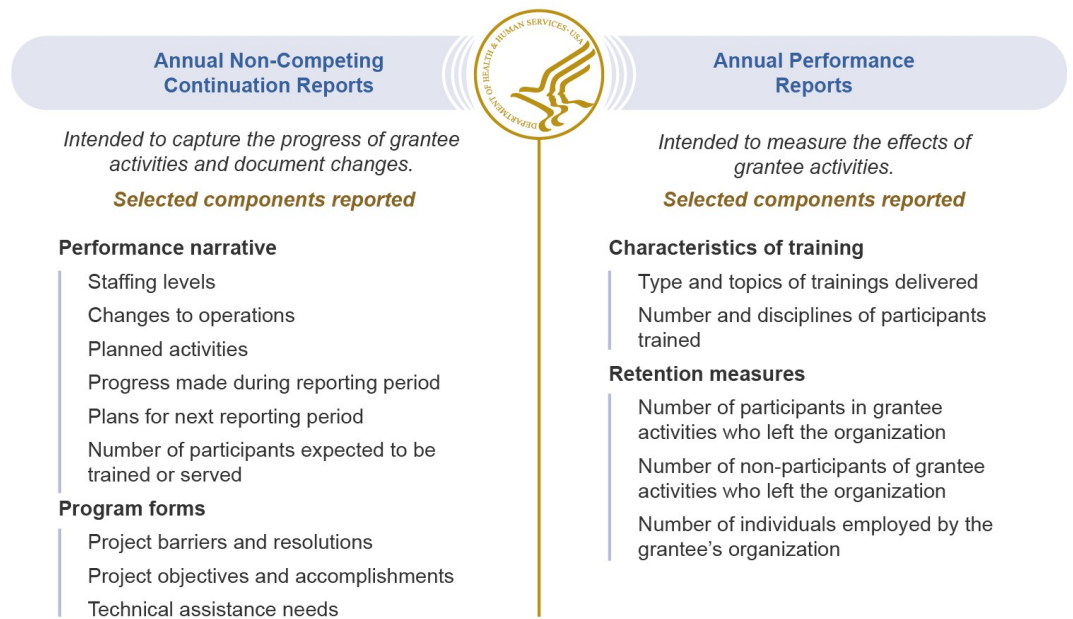 Annual Non-Competing
Continuation Reports
Intended to capture the progress of grantee
activities and document changes.
Selected components reported
Performance narrative
Staffing levels
Changes to operations
Planned activities
Progress made during reporting period
Plans for next reporting period
Number of participants expected to be
trained or served
Program forms
Project barriers and resolutions
Project objectives and accomplishments
Technical assistance needs
DEPARTMENT OF HEALTH & HUMAN SERVICES · USA
Annual Performance
Reports
Intended to measure the effects of
grantee activities.
Selected components reported
Characteristics of training
Type and topics of trainings delivered
Number and disciplines of participants
trained
Retention measures
Number of participants in grantee
activities who left the organization
Number of non-participants of grantee
activities who left the organization
Number of individuals employed by the
grantee’s organization